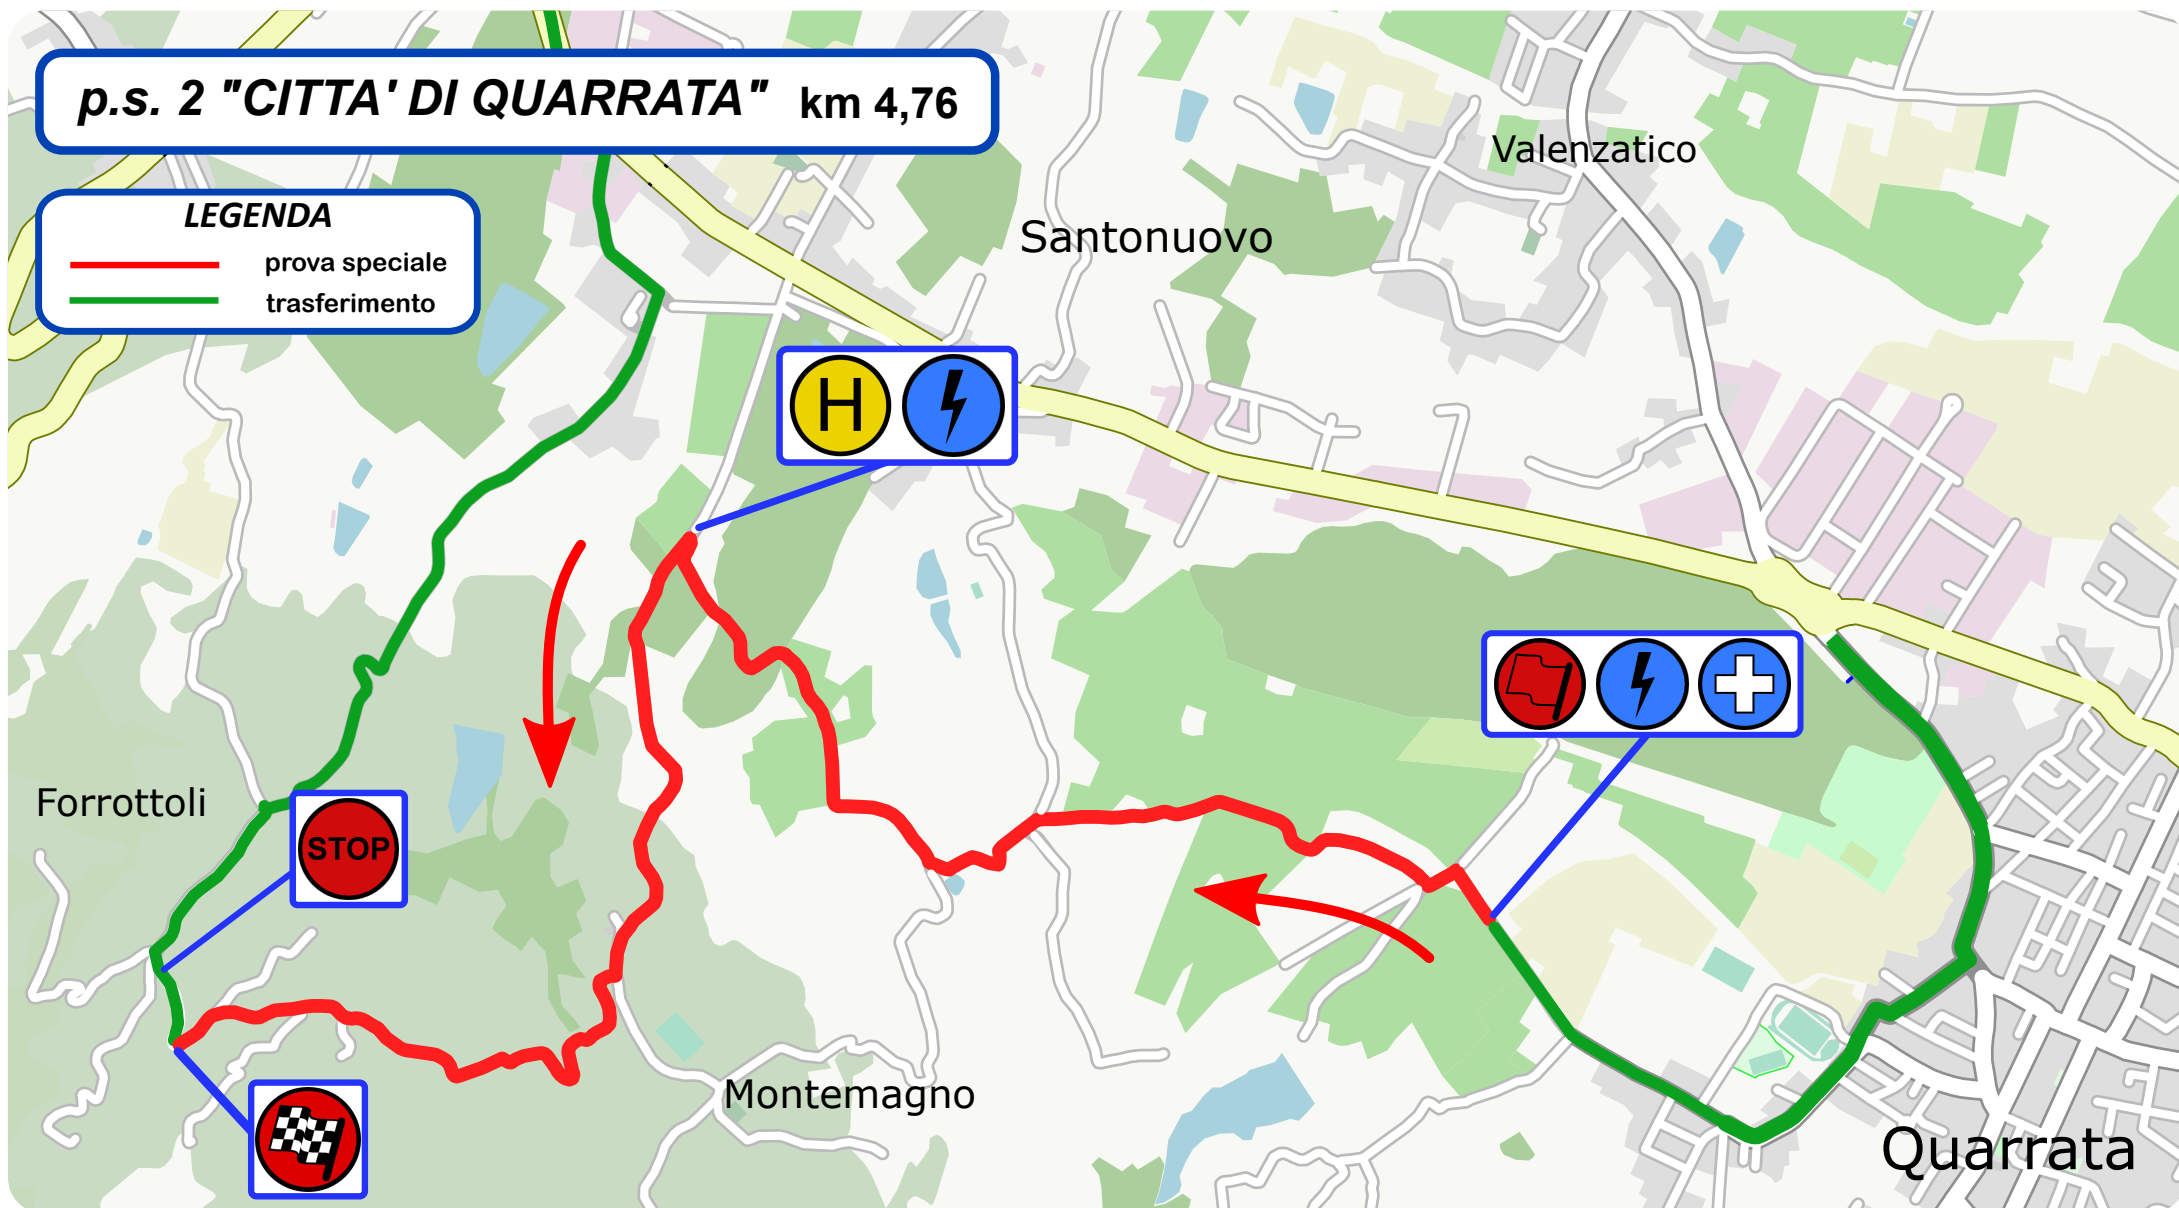 p.s. 2 "CITTA' DI QUARRATA" km 4,76
LEGENDA
prova speciale
trasferimento
Valenzatico
Santonuovo
H
Forrottoli
STOP
Montemagno
Quarrata